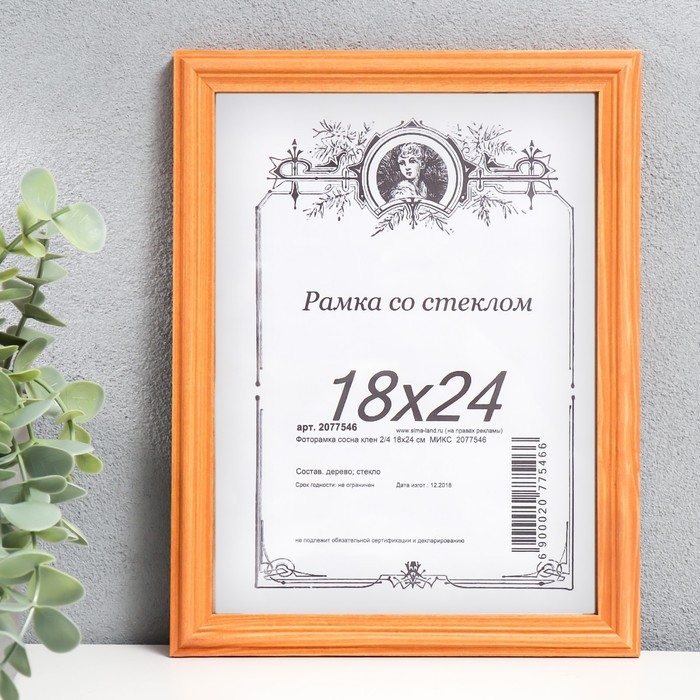 Рамка со стеклом
18х24
арт. 2077546
www.sima-land.ru (на правах рекламы)
Фоторамка сосна клен 2/4 18х24 см МИКС 2077546
Состав. дерево; стекло
Срок годности: не ограничен Дата изгот.: 12.2018
не подлежит обязательной сертификации и декларированию
6 900020 775466